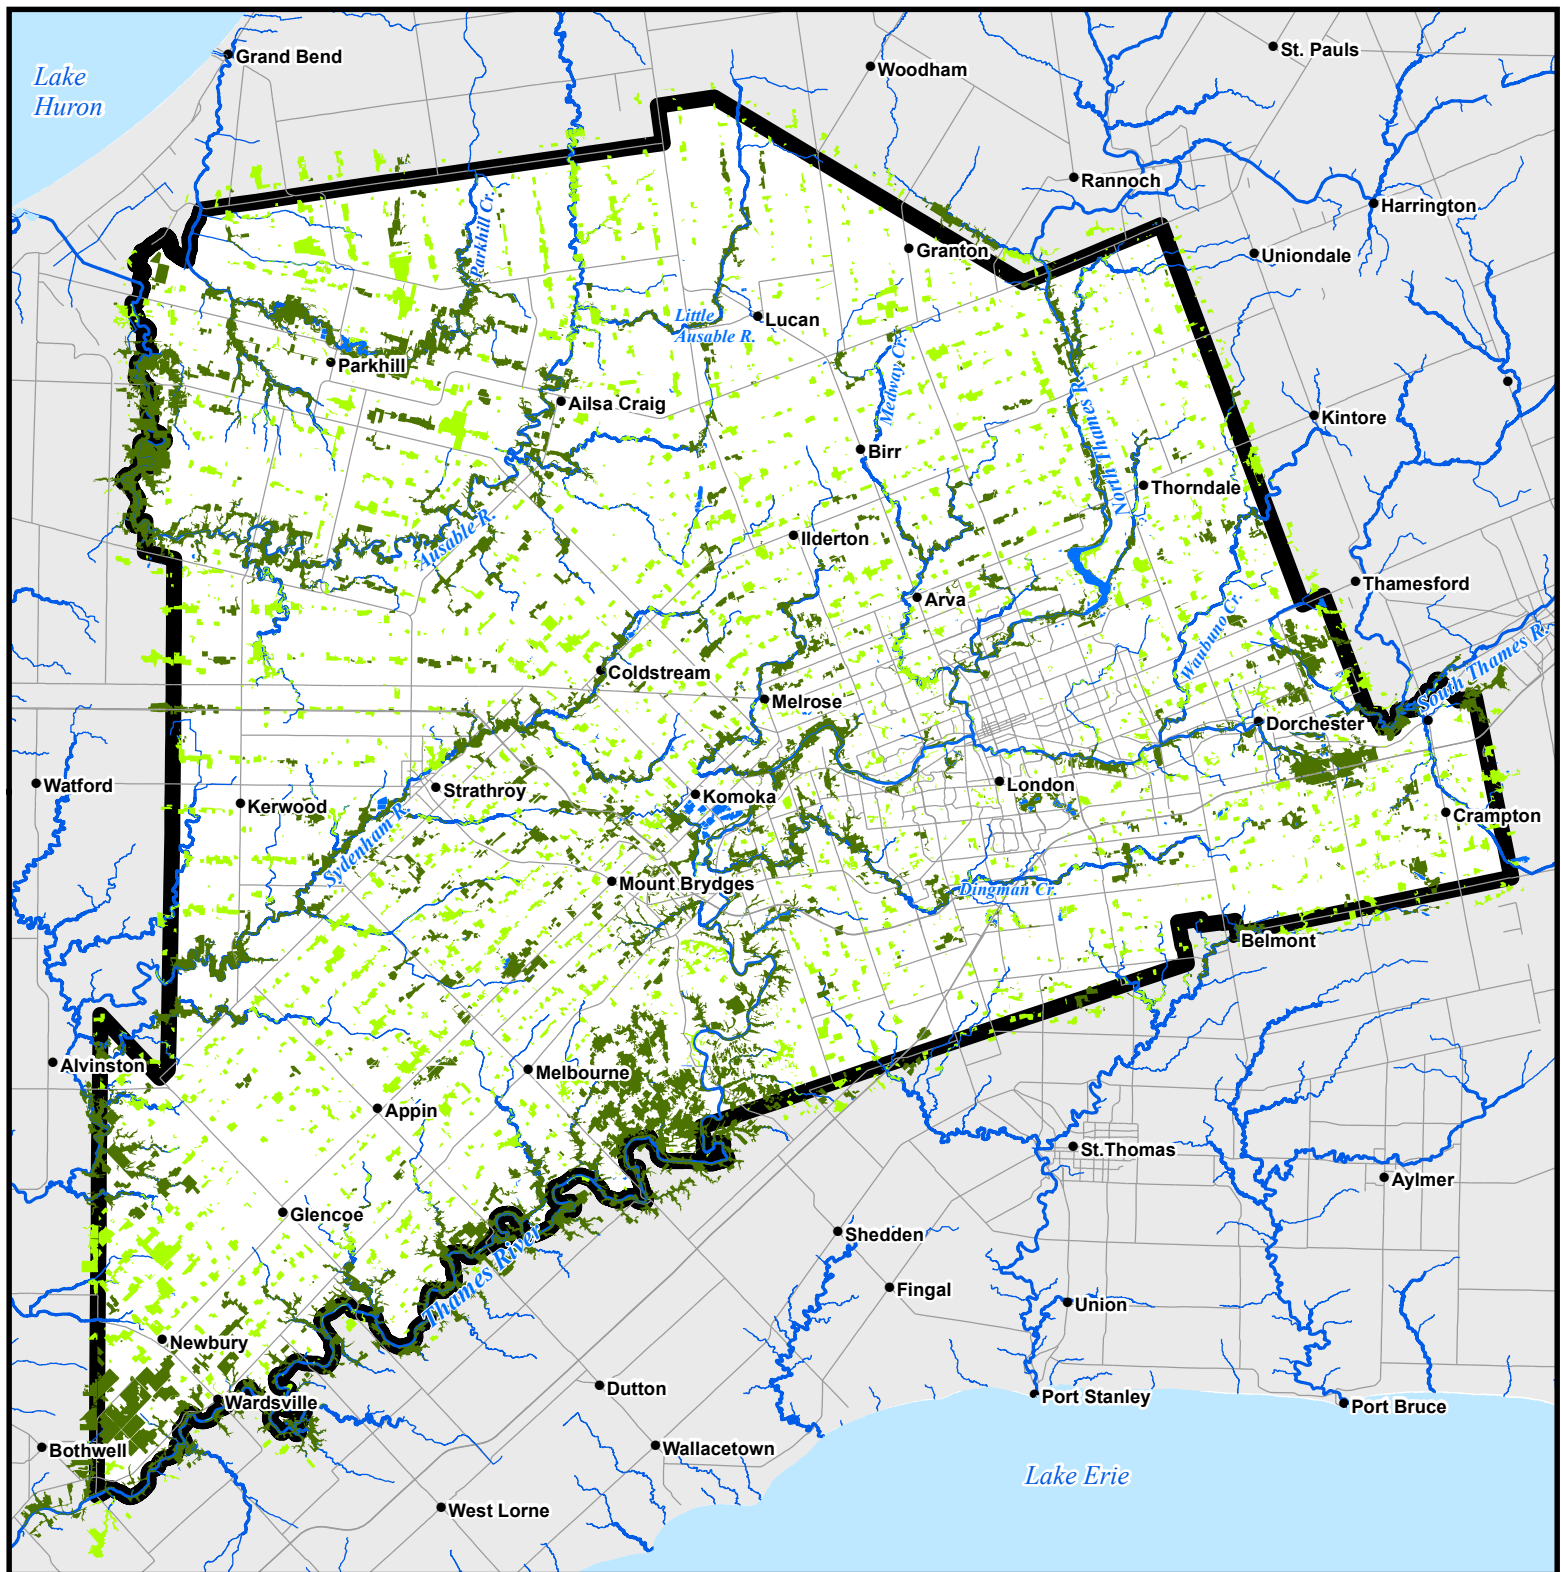 Grand Bend
St. Pauls
Woodham
Lake
Huron
Rannoch
Harrington
Parkhill Cr.
Granton
Uniondale
Little
Ausable R.
Lucan
Parkhill
Medway Cr.
North Thames R.
Ailsa Craig
Kintore
Birr
Thorndale
Ausable R.
Ilderton
Thamesford
Arva
Waubuno Cr.
South Thames R.
Coldstream
Melrose
Dorchester
Watford
Strathroy
Komoka
London
Kerwood
Crampton
Sydenham R.
Mount Brydges
Dingman Cr.
Belmont
Alvinston
Melbourne
Appin
St.Thomas
Aylmer
Glencoe
Shedden
Thames River
Fingal
Union
Newbury
Dutton
Wardsville
Port Stanley
Port Bruce
Bothwell
Wallacetown
Lake Erie
West Lorne